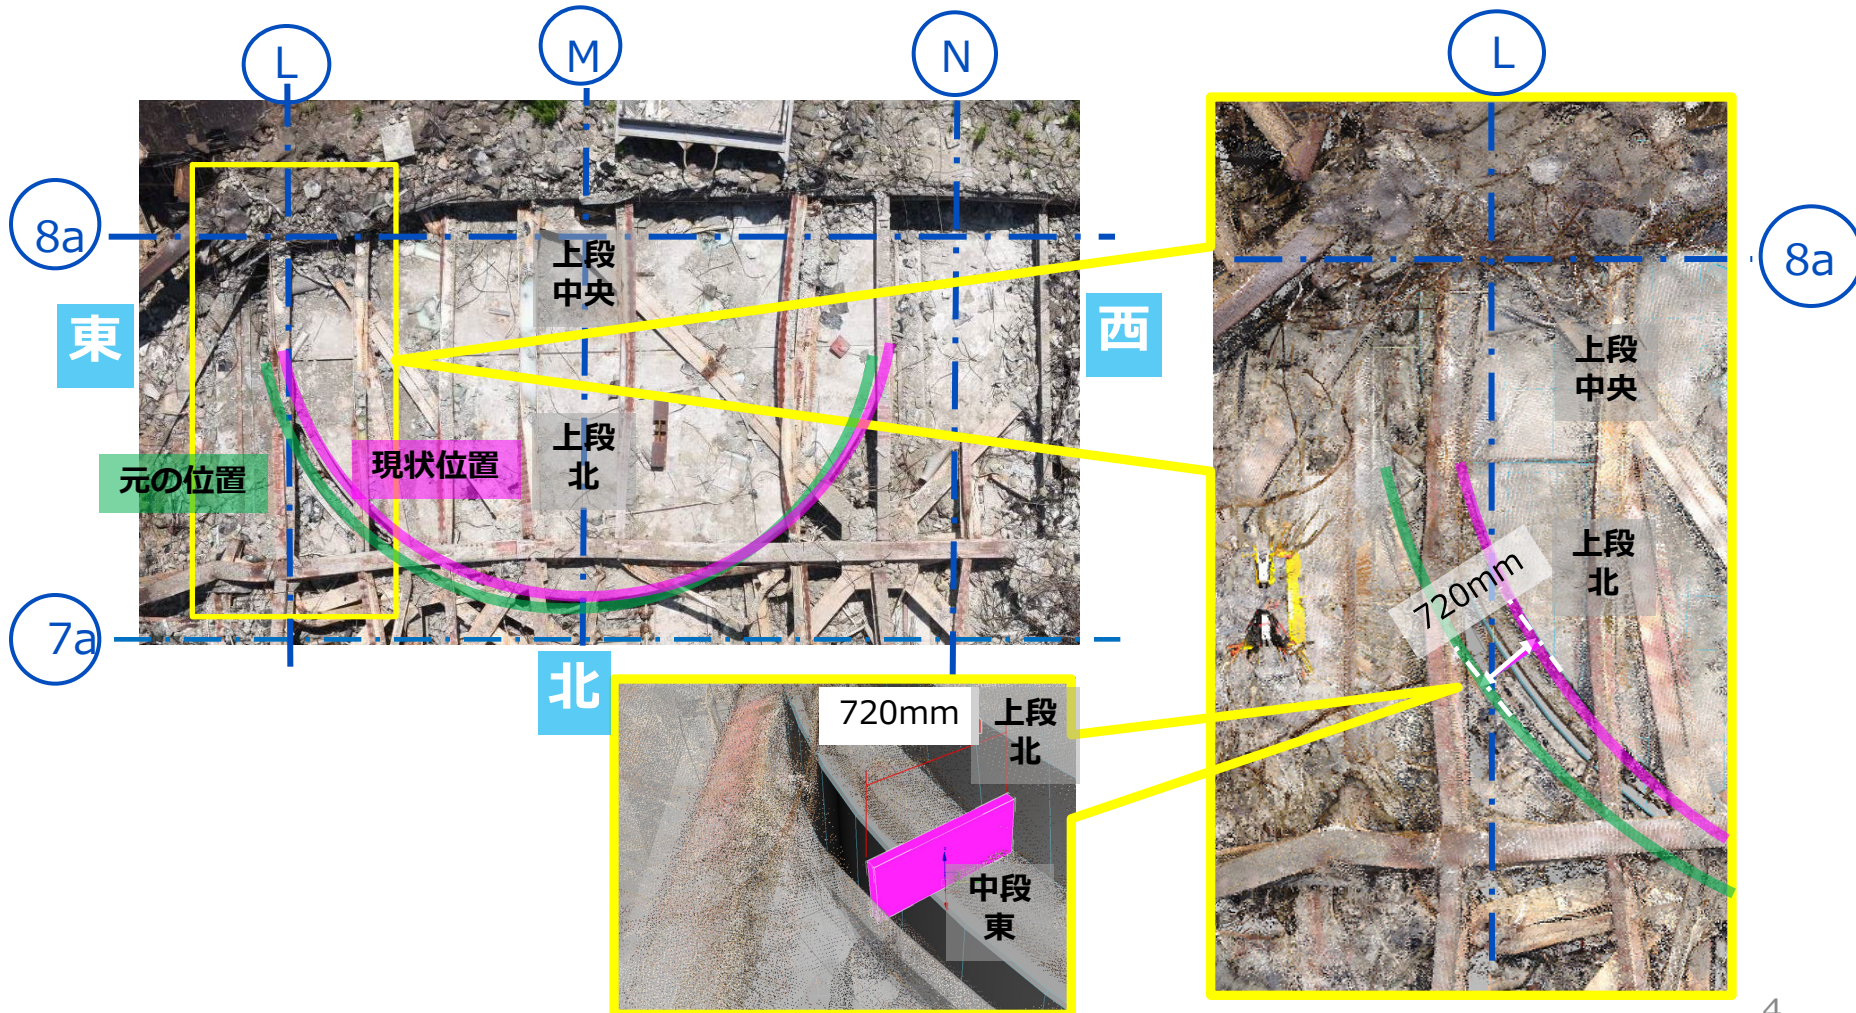 L
M
N
L
8a
8a
上段
中央
東
西
上段
中央
元の位置
現状位置
上段
北
上段
北
720mm
7a
北
720mm
上段
北
中段
東
4